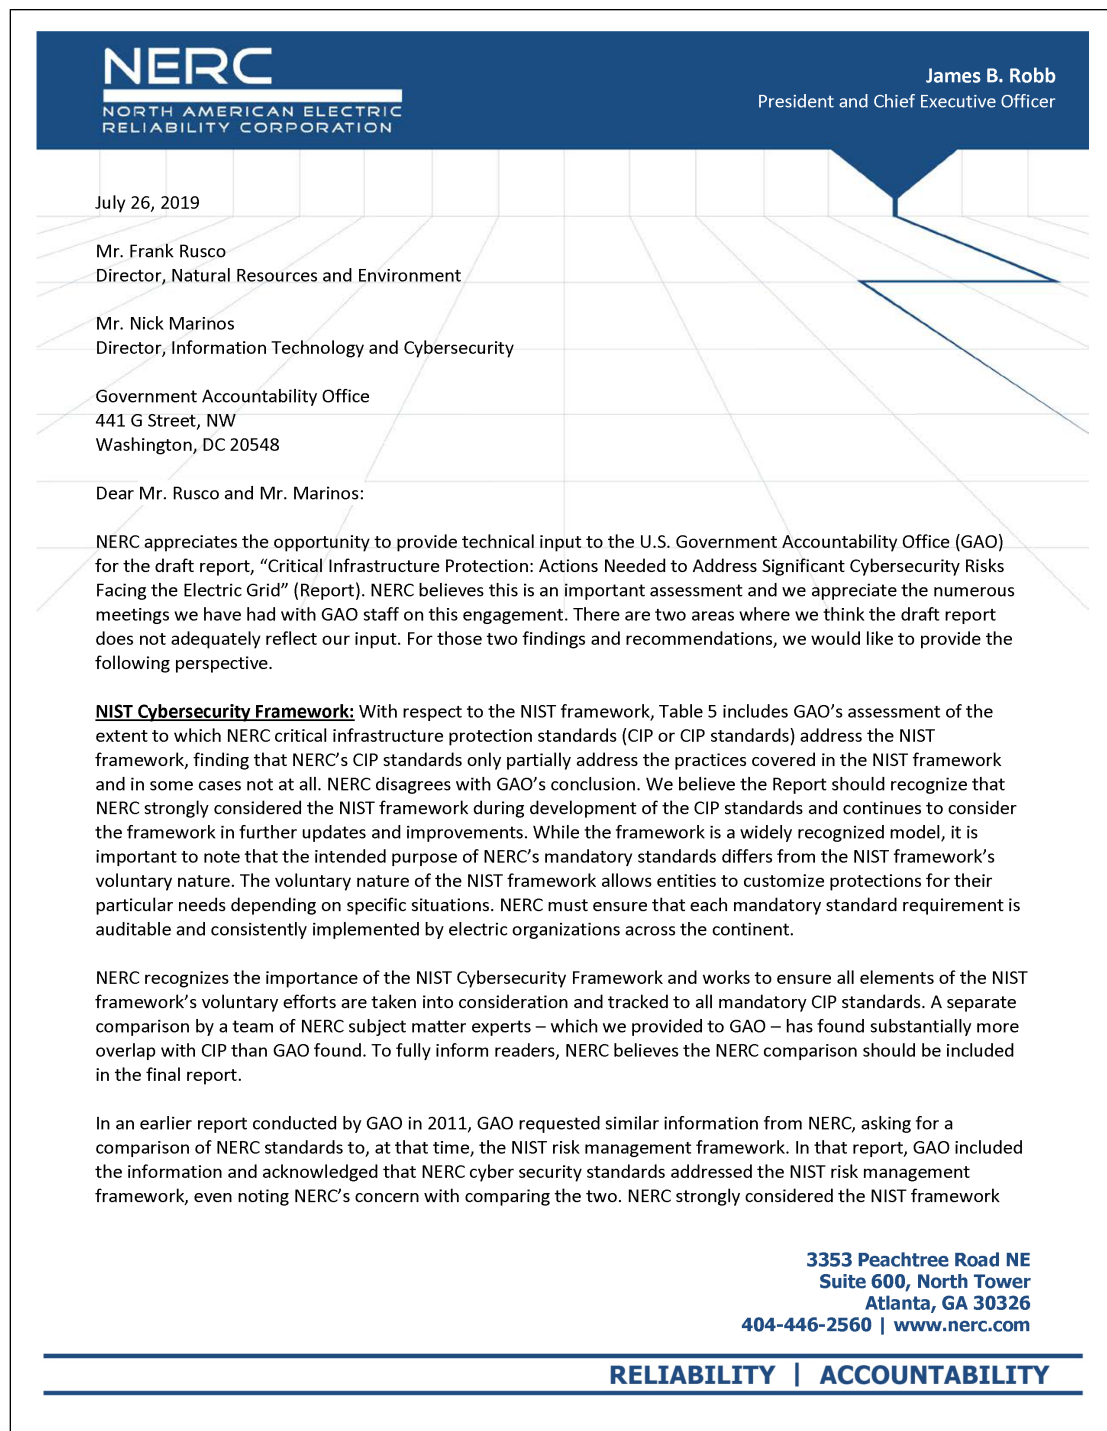 NERC
NORTH AMERICAN ELECTRIC
RELIABILITY CORPORATION
James B. Robb
President and Chief Executive Officer
July 26, 2019
Mr. Frank Rusco
Director, Natural Resources and Environment
Mr. Nick Marinos
Director, Information Technology and Cybersecurity
Government Accountability Office
441 G Street, NW
Washington, DC 20548
Dear Mr. Rusco and Mr. Marinos:
NERC appreciates the opportunity to provide technical input to the U.S. Government Accountability Office (GAO)
for the draft report, “Critical Infrastructure Protection: Actions Needed to Address Significant Cybersecurity Risks
Facing the Electric Grid” (Report). NERC believes this is an important assessment and we appreciate the numerous
meetings we have had with GAO staff on this engagement. There are two areas where we think the draft report
does not adequately reflect our input. For those two findings and recommendations, we would like to provide the
following perspective.
NIST Cybersecurity Framework: With respect to the NIST framework, Table 5 includes GAO’s assessment of the
extent to which NERC critical infrastructure protection standards (CIP or CIP standards) address the NIST
framework, finding that NERC’s CIP standards only partially address the practices covered in the NIST framework
and in some cases not at all. NERC disagrees with GAO’s conclusion. We believe the Report should recognize that
NERC strongly considered the NIST framework during development of the CIP standards and continues to consider
the framework in further updates and improvements. While the framework is a widely recognized model, it is
important to note that the intended purpose of NERC’s mandatory standards differs from the NIST framework’s
voluntary nature. The voluntary nature of the NIST framework allows entities to customize protections for their
particular needs depending on specific situations. NERC must ensure that each mandatory standard requirement is
auditable and consistently implemented by electric organizations across the continent.
NERC recognizes the importance of the NIST Cybersecurity Framework and works to ensure all elements of the NIST
framework’s voluntary efforts are taken into consideration and tracked to all mandatory CIP standards. A separate
comparison by a team of NERC subject matter experts – which we provided to GAO – has found substantially more
overlap with CIP than GAO found. To fully inform readers, NERC believes the NERC comparison should be included
in the final report.
In an earlier report conducted by GAO in 2011, GAO requested similar information from NERC, asking for a
comparison of NERC standards to, at that time, the NIST risk management framework. In that report, GAO included
the information and acknowledged that NERC cyber security standards addressed the NIST risk management
framework, even noting NERC’s concern with comparing the two. NERC strongly considered the NIST framework
3353 Peachtree Road NE
Suite 600, North Tower
Atlanta, GA 30326
404-446-2560 | www.nerc.com
RELIABILITY | ACCOUNTABILITY